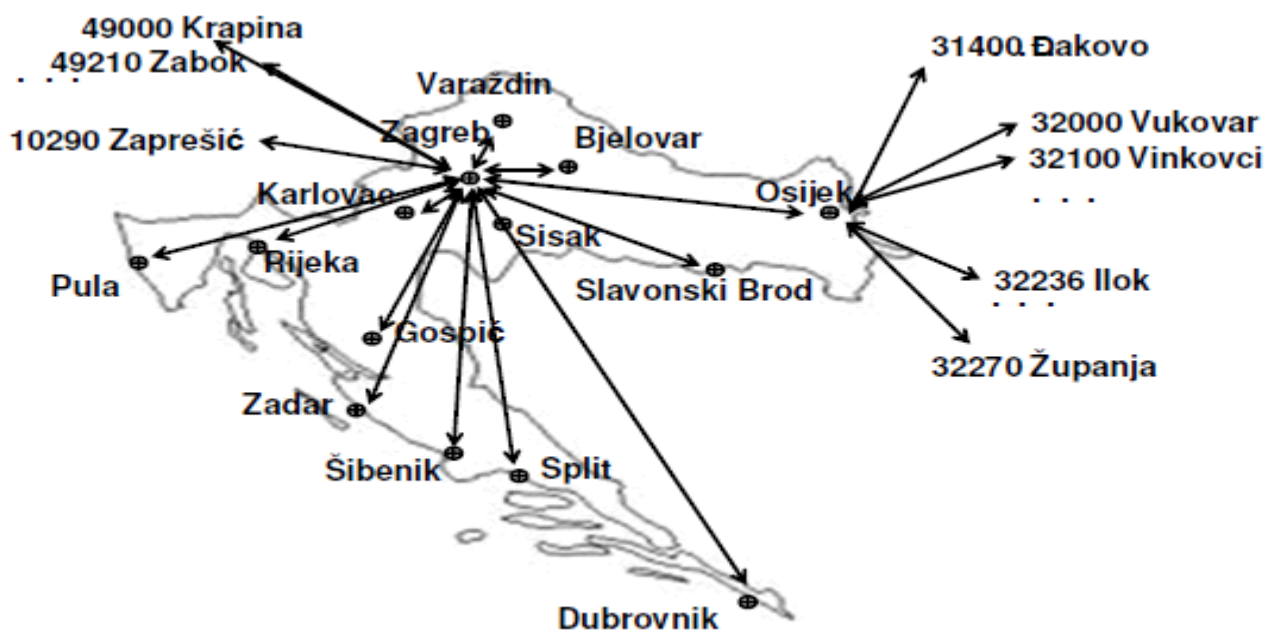 49000 Krapina
49210 Zabok
. . .
10290 Zaprešić
Varaždin
Zagreb
Bjelovar
Karlovac
Osijek
Sisak
Rijeka
Pula
Slavonski Brod
Gospić
Zadar
Šibenik
Split
Dubrovnik
31400 Đakovo
32000 Vukovar
32100 Vinkovci
. . .
32236 Ilok
. . .
32270 Županja